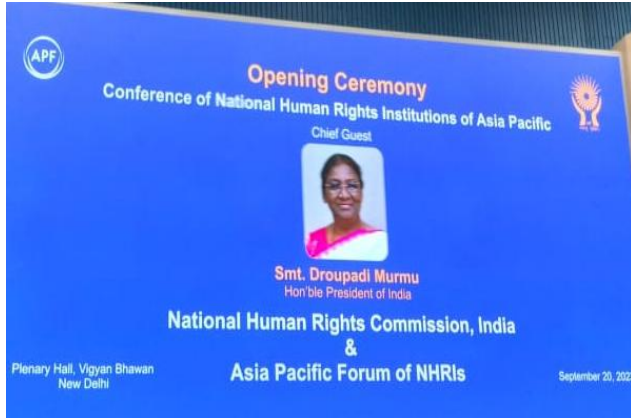 APF
Opening Ceremony
Conference of National Human Rights Institutions of Asia Pacific
Chief Guest
Smt. Droupadi Murmu
Hon'ble President of India
National Human Rights Commission, India
&
Asia Pacific Forum of NHRIs
Plenary Hall, Vigyan Bhawan
New Delhi
September 20,